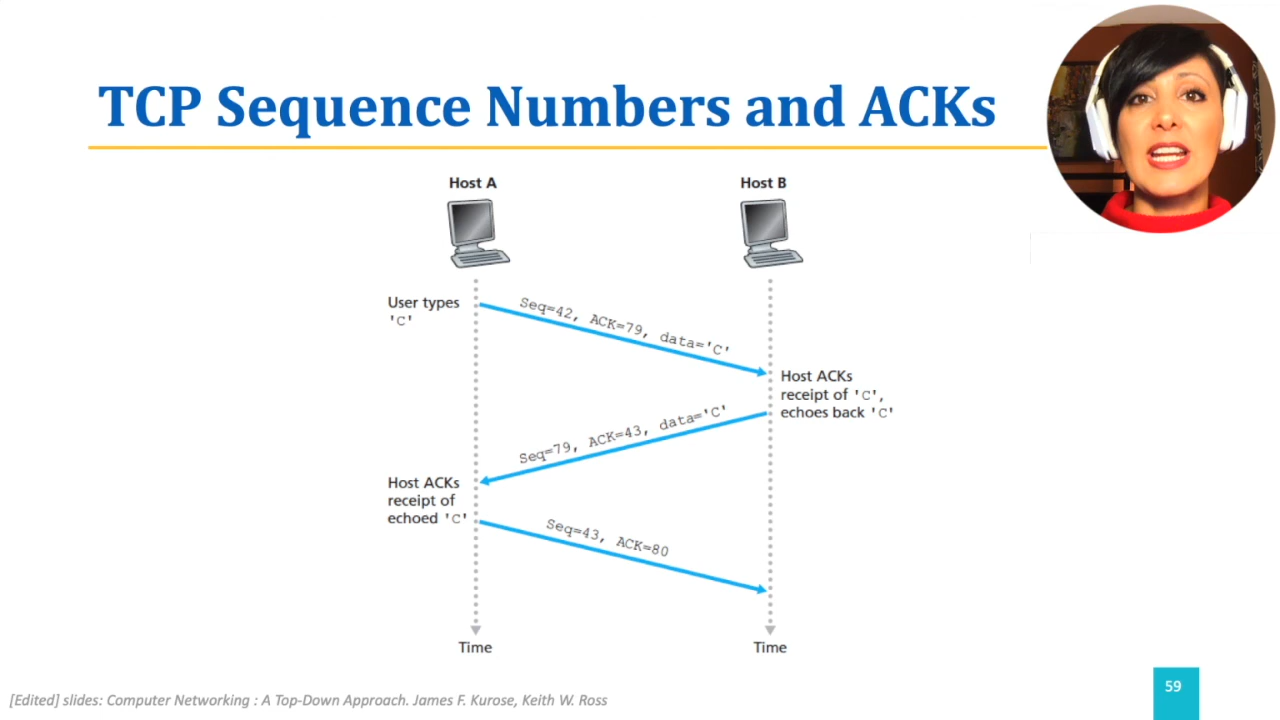 TCP Sequence Numbers and ACKs
Host A
Host B
User types
'C'
Seq=42, ACK=79, data='C'
Host ACKs
receipt of 'C',
echoes back 'C'
Seq=79, ACK=43, data='C'
Host ACKs
receipt of
echoed 'C'
Seq=43, ACK=80
Time
Time
[Edited] slides: Computer Networking : A Top-Down Approach. James F. Kurose, Keith W. Ross
59